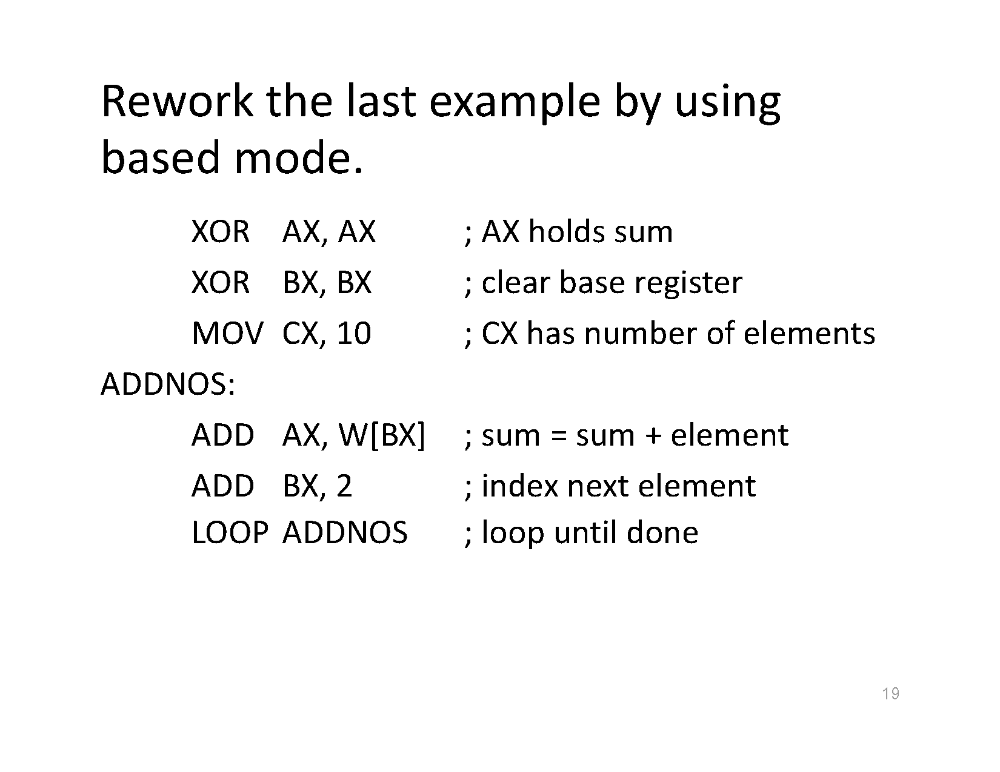 Rework the last example by using
based mode.
XOR AX, AX ; AX holds sum
XOR BX, BX ; clear base register
MOV CX, 10 ; CX has number of elements
ADDNOS:
ADD AX, W[BX] ; sum = sum + element
ADD BX, 2 ; index next element
LOOP ADDNOS ; loop until done
19